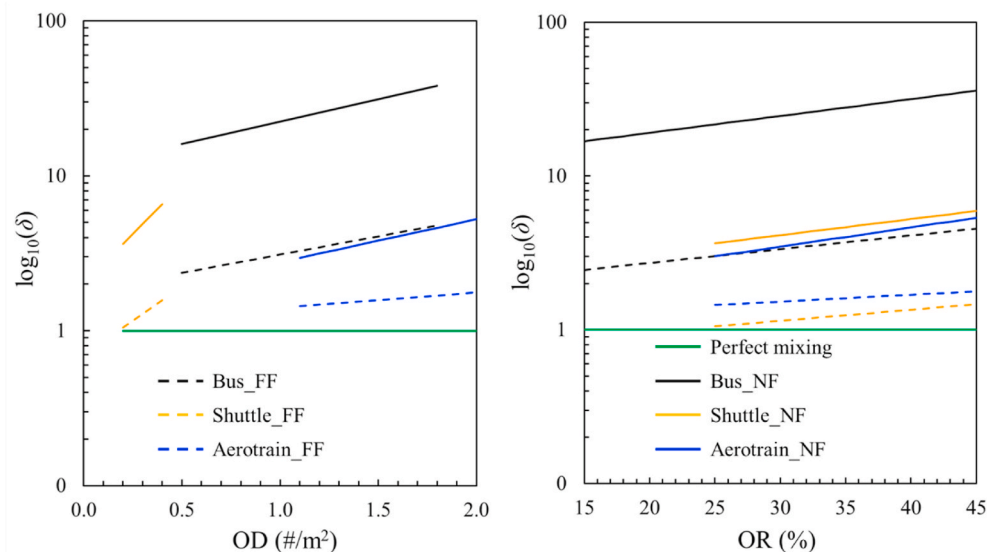 100
10
1
0
log₁₀(δ)
0.0 0.5 1.0 1.5 2.0
OD (#/m²)
Bus_FF
Shuttle_FF
Aerotrain_FF
100
10
1
0
log₁₀(δ)
15 20 25 30 35 40 45
OR (%)
Perfect mixing
Bus_NF
Shuttle_NF
Aerotrain_NF